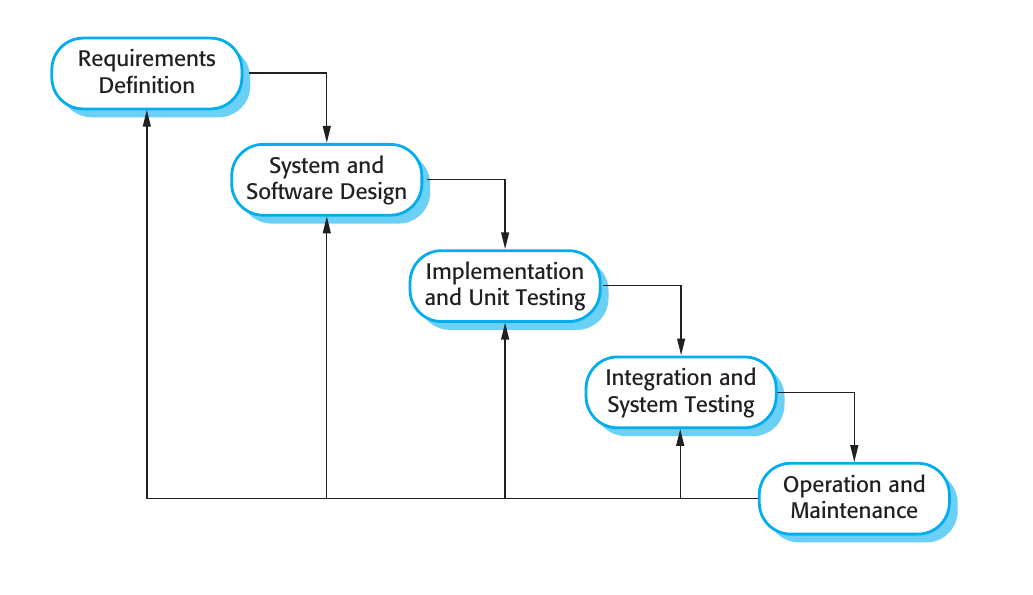 Requirements
Definition
System and
Software Design
Implementation
and Unit Testing
Integration and
System Testing
Operation and
Maintenance